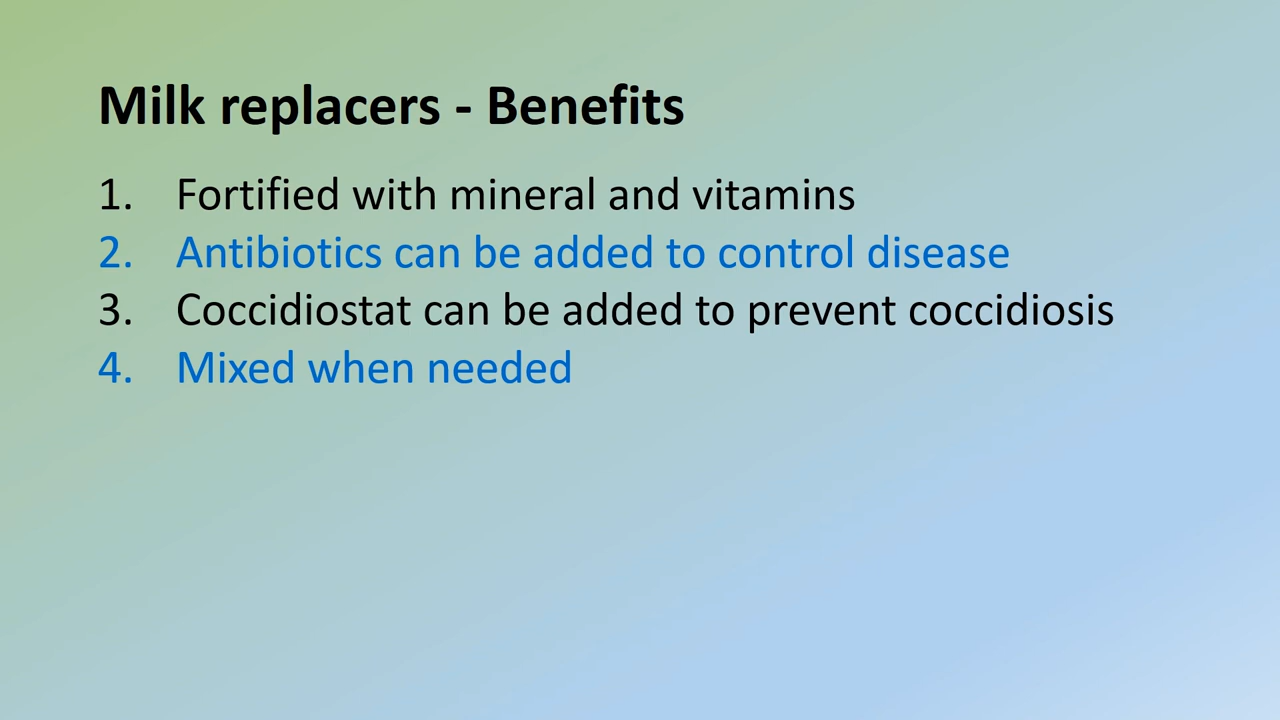 Milk replacers - Benefits
1. Fortified with mineral and vitamins
2. Antibiotics can be added to control disease
3. Coccidiostat can be added to prevent coccidiosis
4. Mixed when needed